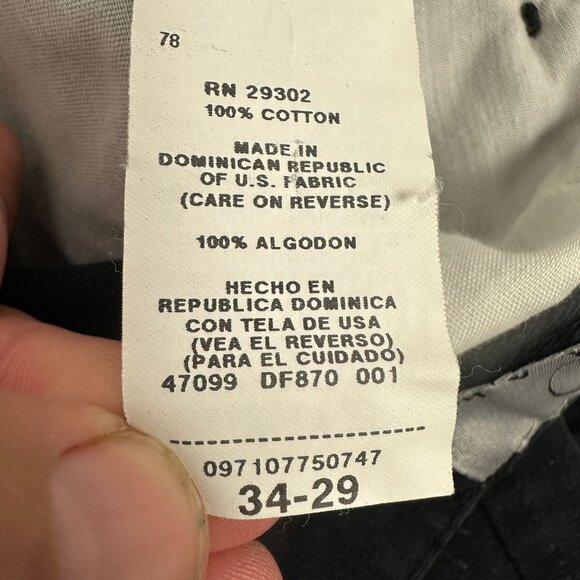 78
RN 29302
100% COTTON
MADE IN
DOMINICAN REPUBLIC
OF U.S. FABRIC
(CARE ON REVERSE)
100% ALGODON
HECHO EN
REPUBLICA DOMINICA
CON TELA DE USA
(VEA EL REVERSO)
(PARA EL CUIDADO)
47099 DF870 001
097107750747
34-29